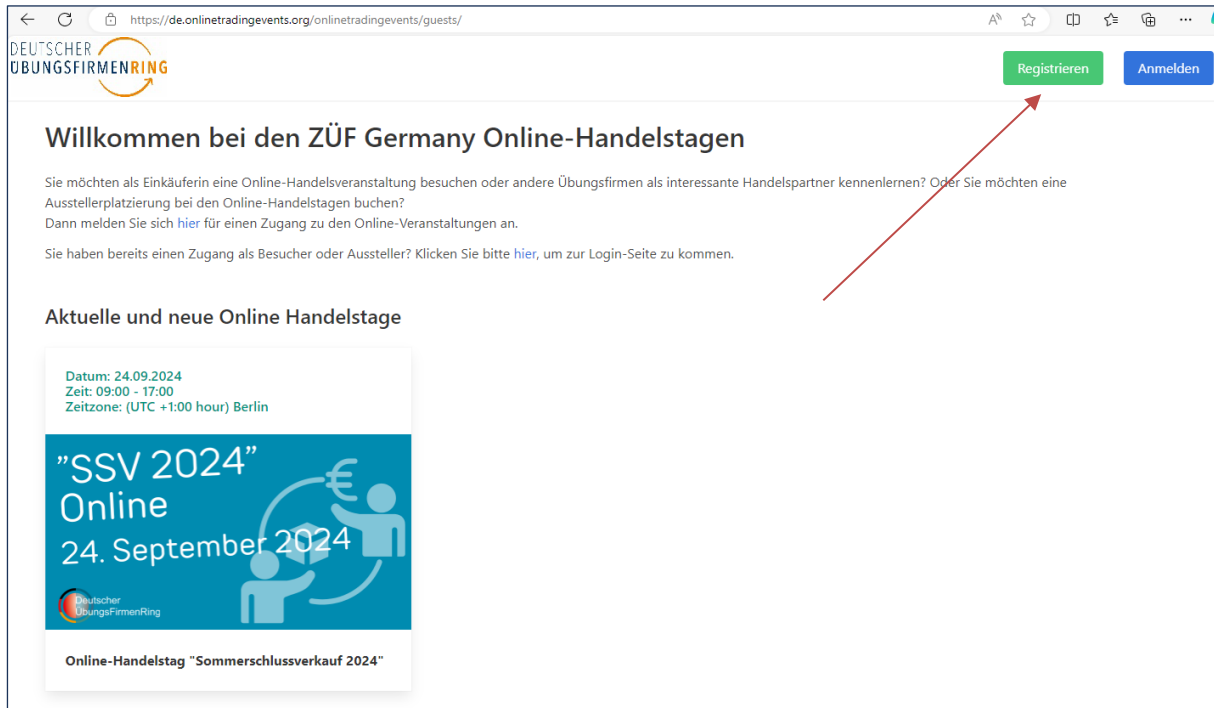 https://de.onlinetradingevents.org/onlinetradingevents/guests/
DEUTSCHER
ÜBUNGSFIRMENRING
Registrieren
Anmelden
Willkommen bei den ZÜF Germany Online-Handelstagen
Sie möchten als Einkäuferin eine Online-Handelsveranstaltung besuchen oder andere Übungsfirmen als interessante Handelspartner kennenlernen? Oder Sie möchten eine
Ausstellerplatzierung bei den Online-Handelstagen buchen?
Dann melden Sie sich hier für einen Zugang zu den Online-Veranstaltungen an.
Sie haben bereits einen Zugang als Besucher oder Aussteller? Klicken Sie bitte hier, um zur Login-Seite zu kommen.
Aktuelle und neue Online Handelstage
Datum: 24.09.2024
Zeit: 09:00 - 17:00
Zeitzone: (UTC +1:00 hour) Berlin
"SSV 2024"
Online
24. September 2024
Deutscher
ÜbungsFirmenRing
Online-Handelstag "Sommerschlussverkauf 2024"